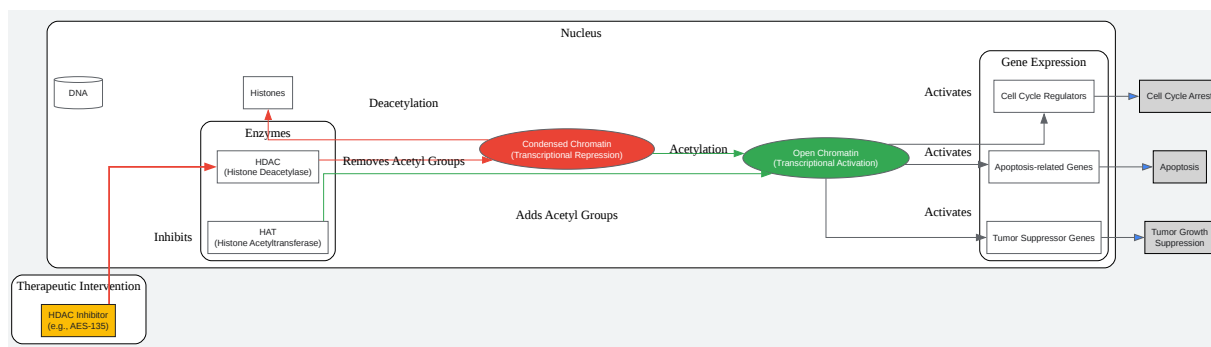 Nucleus
Gene Expression
DNA
Histones
Deacetylation
Activates
Cell Cycle Regulators
Cell Cycle Arrest
Enzymes
Condensed Chromatin
(Transcriptional Repression)
Acetylation
Open Chromatin
(Transcriptional Activation)
HDAC
(Histone Deacetylase)
Removes Acetyl Groups
Activates
Apoptosis-related Genes
Apoptosis
Adds Acetyl Groups
Activates
HAT
(Histone Acetyltransferase)
Inhibits
Tumor Suppressor Genes
Tumor Growth
Suppression
Therapeutic Intervention
HDAC Inhibitor
(e.g., AES-135)